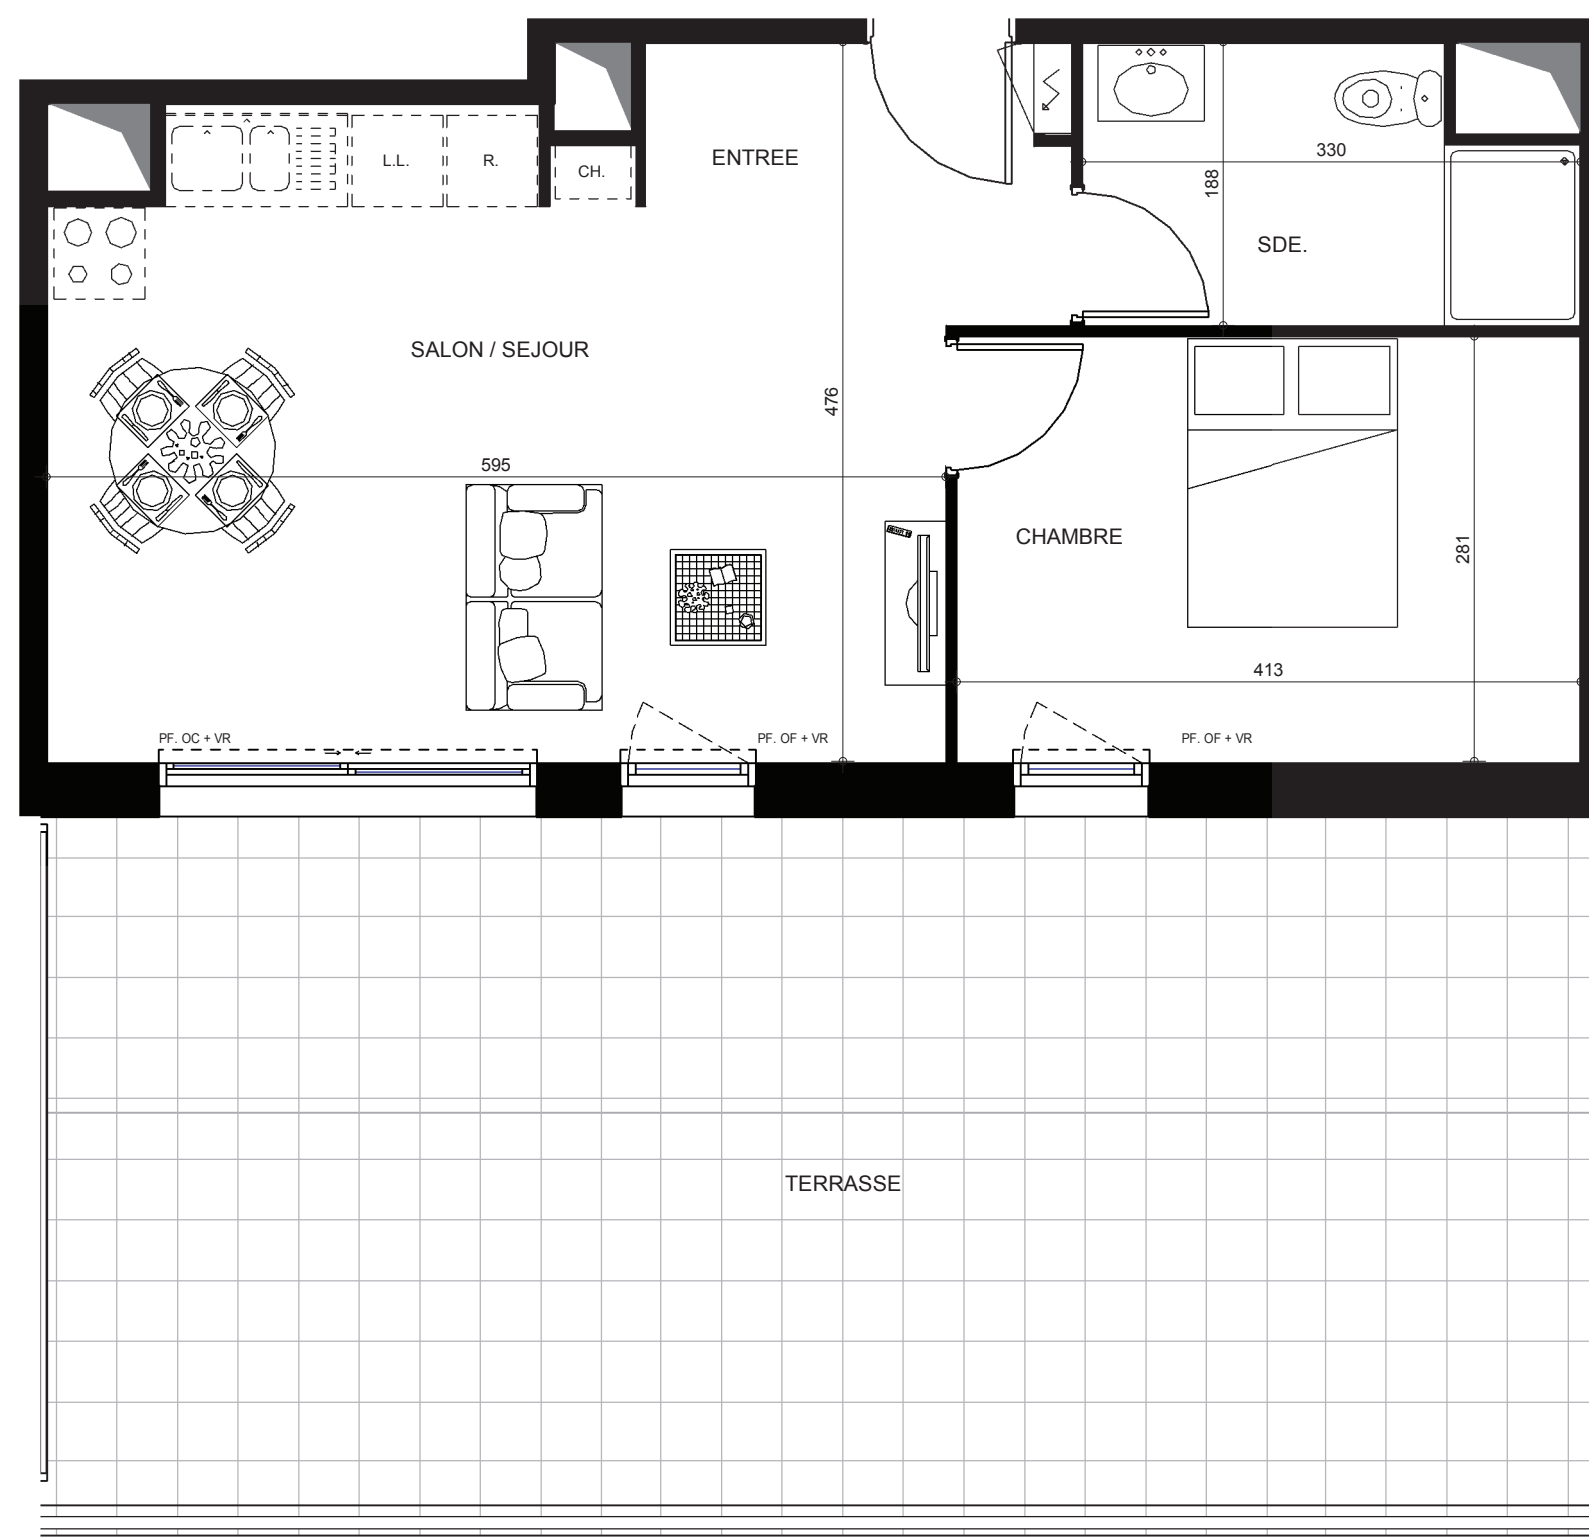 ENTREE
L.L.
R.
CH.
330
188
SDE.
SALON / SEJOUR
476
595
CHAMBRE
281
413
PF. OC + VR
PF. OF + VR
PF. OF + VR
TERRASSE